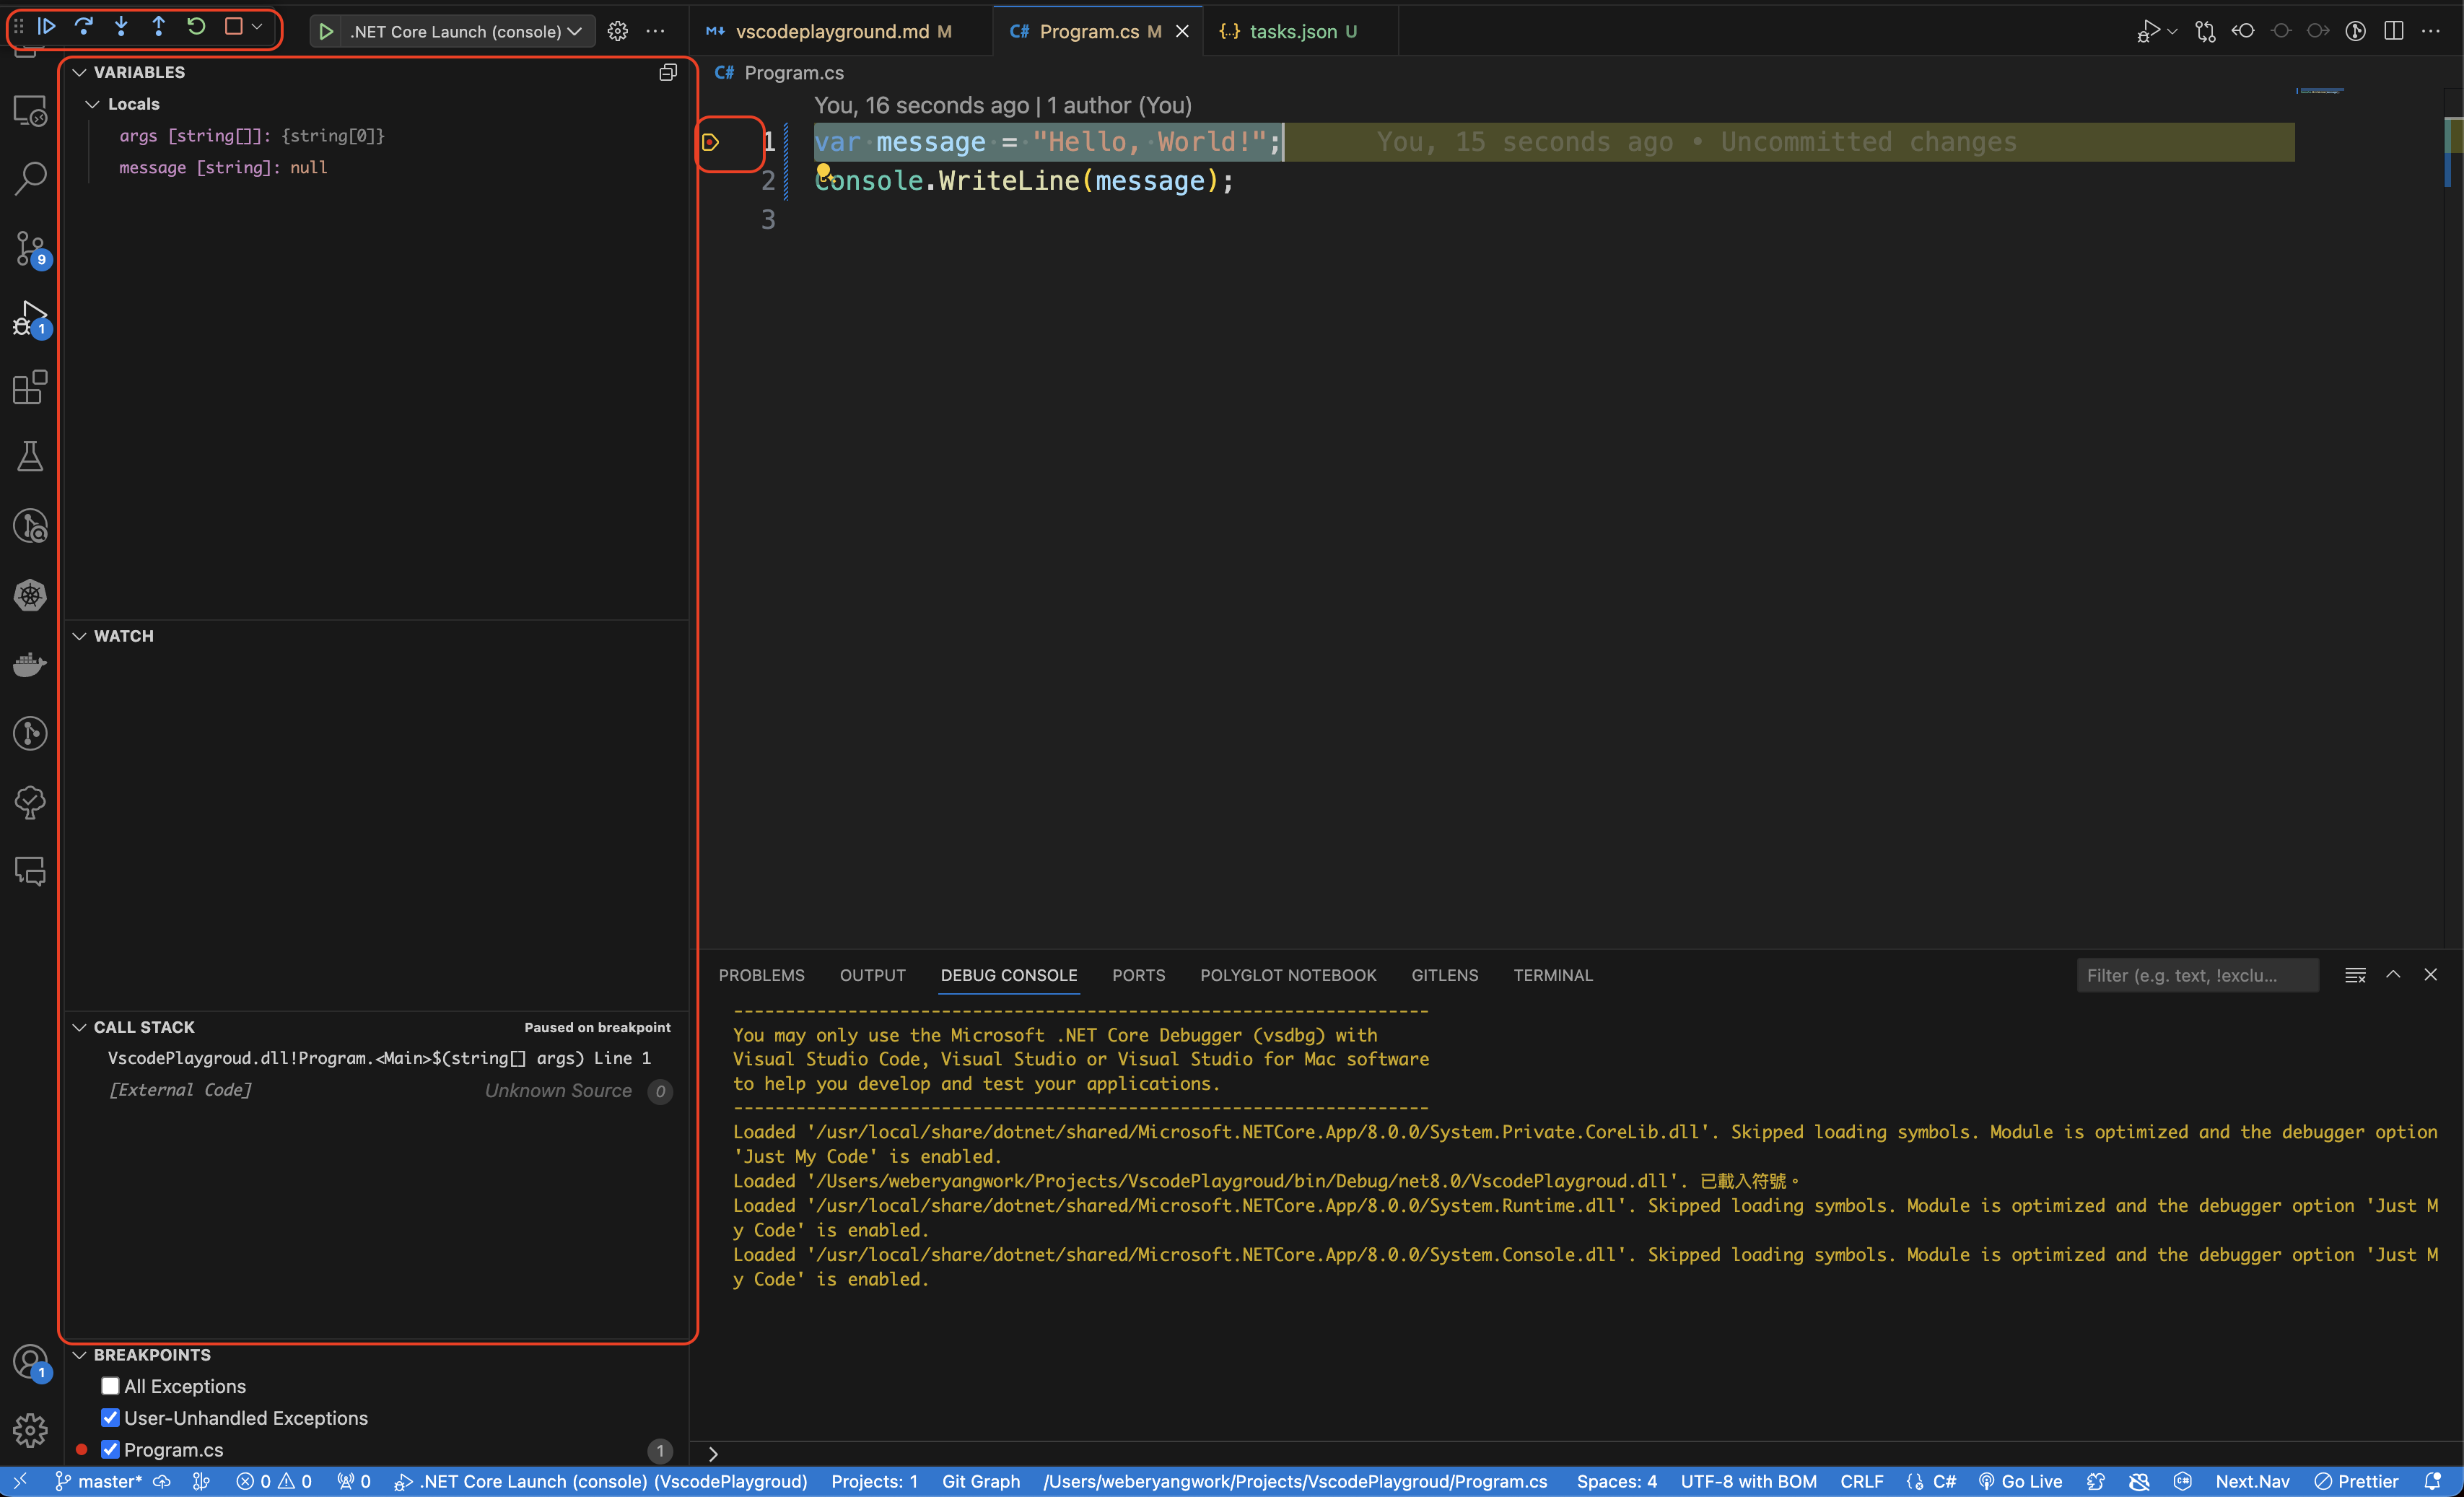 .NET Core Launch (console)
vscodeplayground.md M
C# Program.cs M
{..} tasks.json U
VARIABLES
Locals
args [string[]]: {string[0]}
message [string]: null
C# Program.cs
You, 16 seconds ago | 1 author (You)
1 var message = "Hello, World!"; You, 15 seconds ago • Uncommitted changes
2 Console.WriteLine(message);
3
9
1
WATCH
CALL STACK Paused on breakpoint
VscodePlaygroud.dll!Program.<Main>$(string[] args) Line 1
[External Code] Unknown Source 0
BREAKPOINTS
All Exceptions
User-Unhandled Exceptions
Program.cs 1
1
PROBLEMS OUTPUT DEBUG CONSOLE PORTS POLYGLOT NOTEBOOK GITLENS TERMINAL
Filter (e.g. text, !exclu...
-------------------------------------------------------------------
You may only use the Microsoft .NET Core Debugger (vsdbg) with
Visual Studio Code, Visual Studio or Visual Studio for Mac software
to help you develop and test your applications.
-------------------------------------------------------------------
Loaded '/usr/local/share/dotnet/shared/Microsoft.NETCore.App/8.0.0/System.Private.CoreLib.dll'. Skipped loading symbols. Module is optimized and the debugger option
'Just My Code' is enabled.
Loaded '/Users/weberyangwork/Projects/VscodePlaygroud/bin/Debug/net8.0/VscodePlaygroud.dll'. 已載入符號。
Loaded '/usr/local/share/dotnet/shared/Microsoft.NETCore.App/8.0.0/System.Runtime.dll'. Skipped loading symbols. Module is optimized and the debugger option 'Just M
y Code' is enabled.
Loaded '/usr/local/share/dotnet/shared/Microsoft.NETCore.App/8.0.0/System.Console.dll'. Skipped loading symbols. Module is optimized and the debugger option 'Just M
y Code' is enabled.
master* 0 0 0 .NET Core Launch (console) (VscodePlaygroud) Projects: 1 Git Graph /Users/weberyangwork/Projects/VscodePlaygroud/Program.cs Spaces: 4 UTF-8 with BOM CRLF C# Go Live Next.Nav Prettier